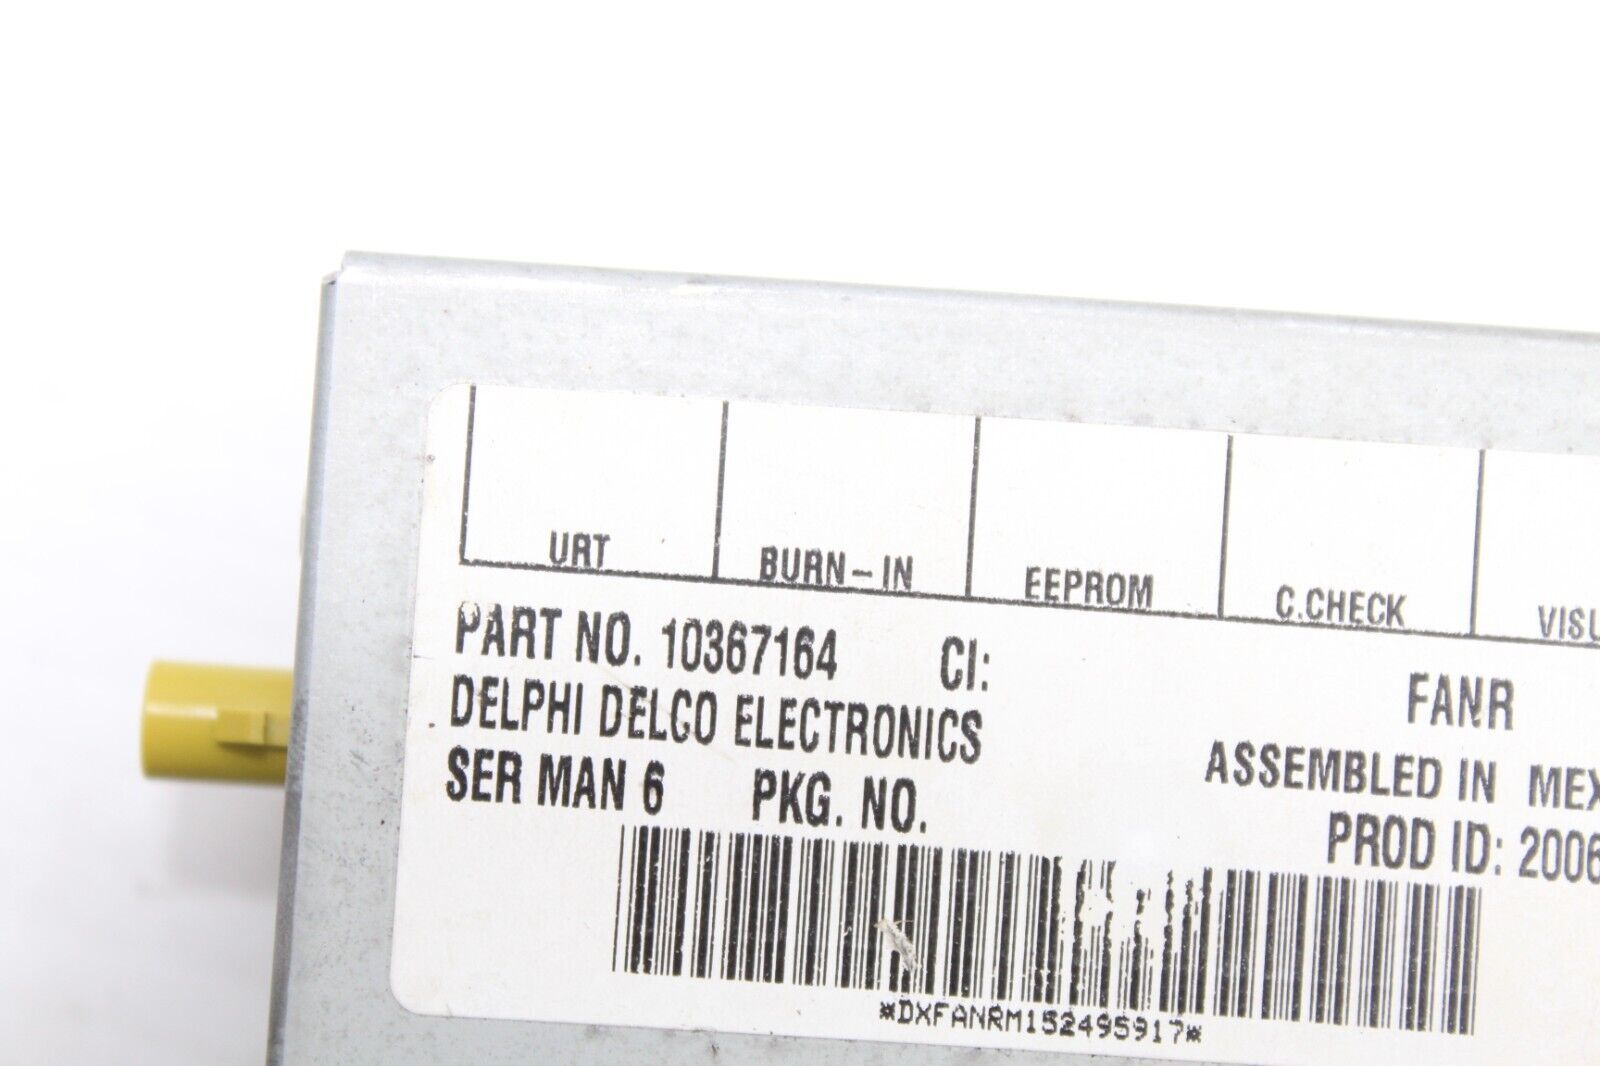 URT BURN-IN EEPROM C.CHECK
PART NO. 10367164 CI: FANR
DELPHI DELCO ELECTRONICS ASSEMBLED IN
SER MAN 6 PKG. NO. PROD ID: 2006
*DXFANRM152495917*